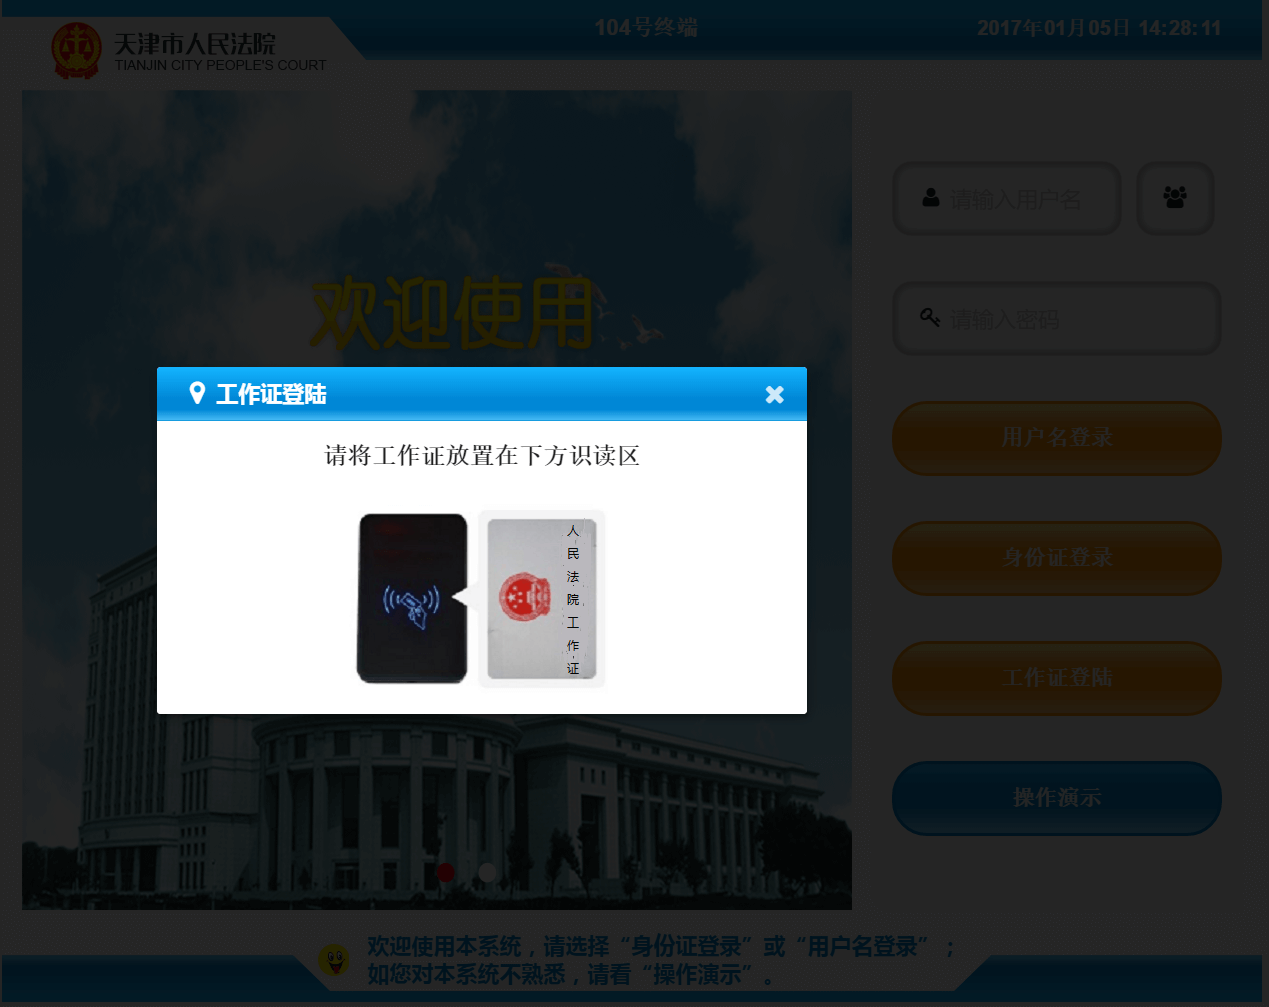 天津市人民法院
TIANJIN CITY PEOPLE'S COURT
104号终端
2017年01月05日 14:28:11
请输入用户名
请输入密码
欢迎使用
工作证登陆
请将工作证放置在下方识读区
人民法院工作证
用户名登录
身份证登录
工作证登陆
操作演示
欢迎使用本系统，请选择“身份证登录”或“用户名登录”；
如您对本系统不熟悉，请看“操作演示”。